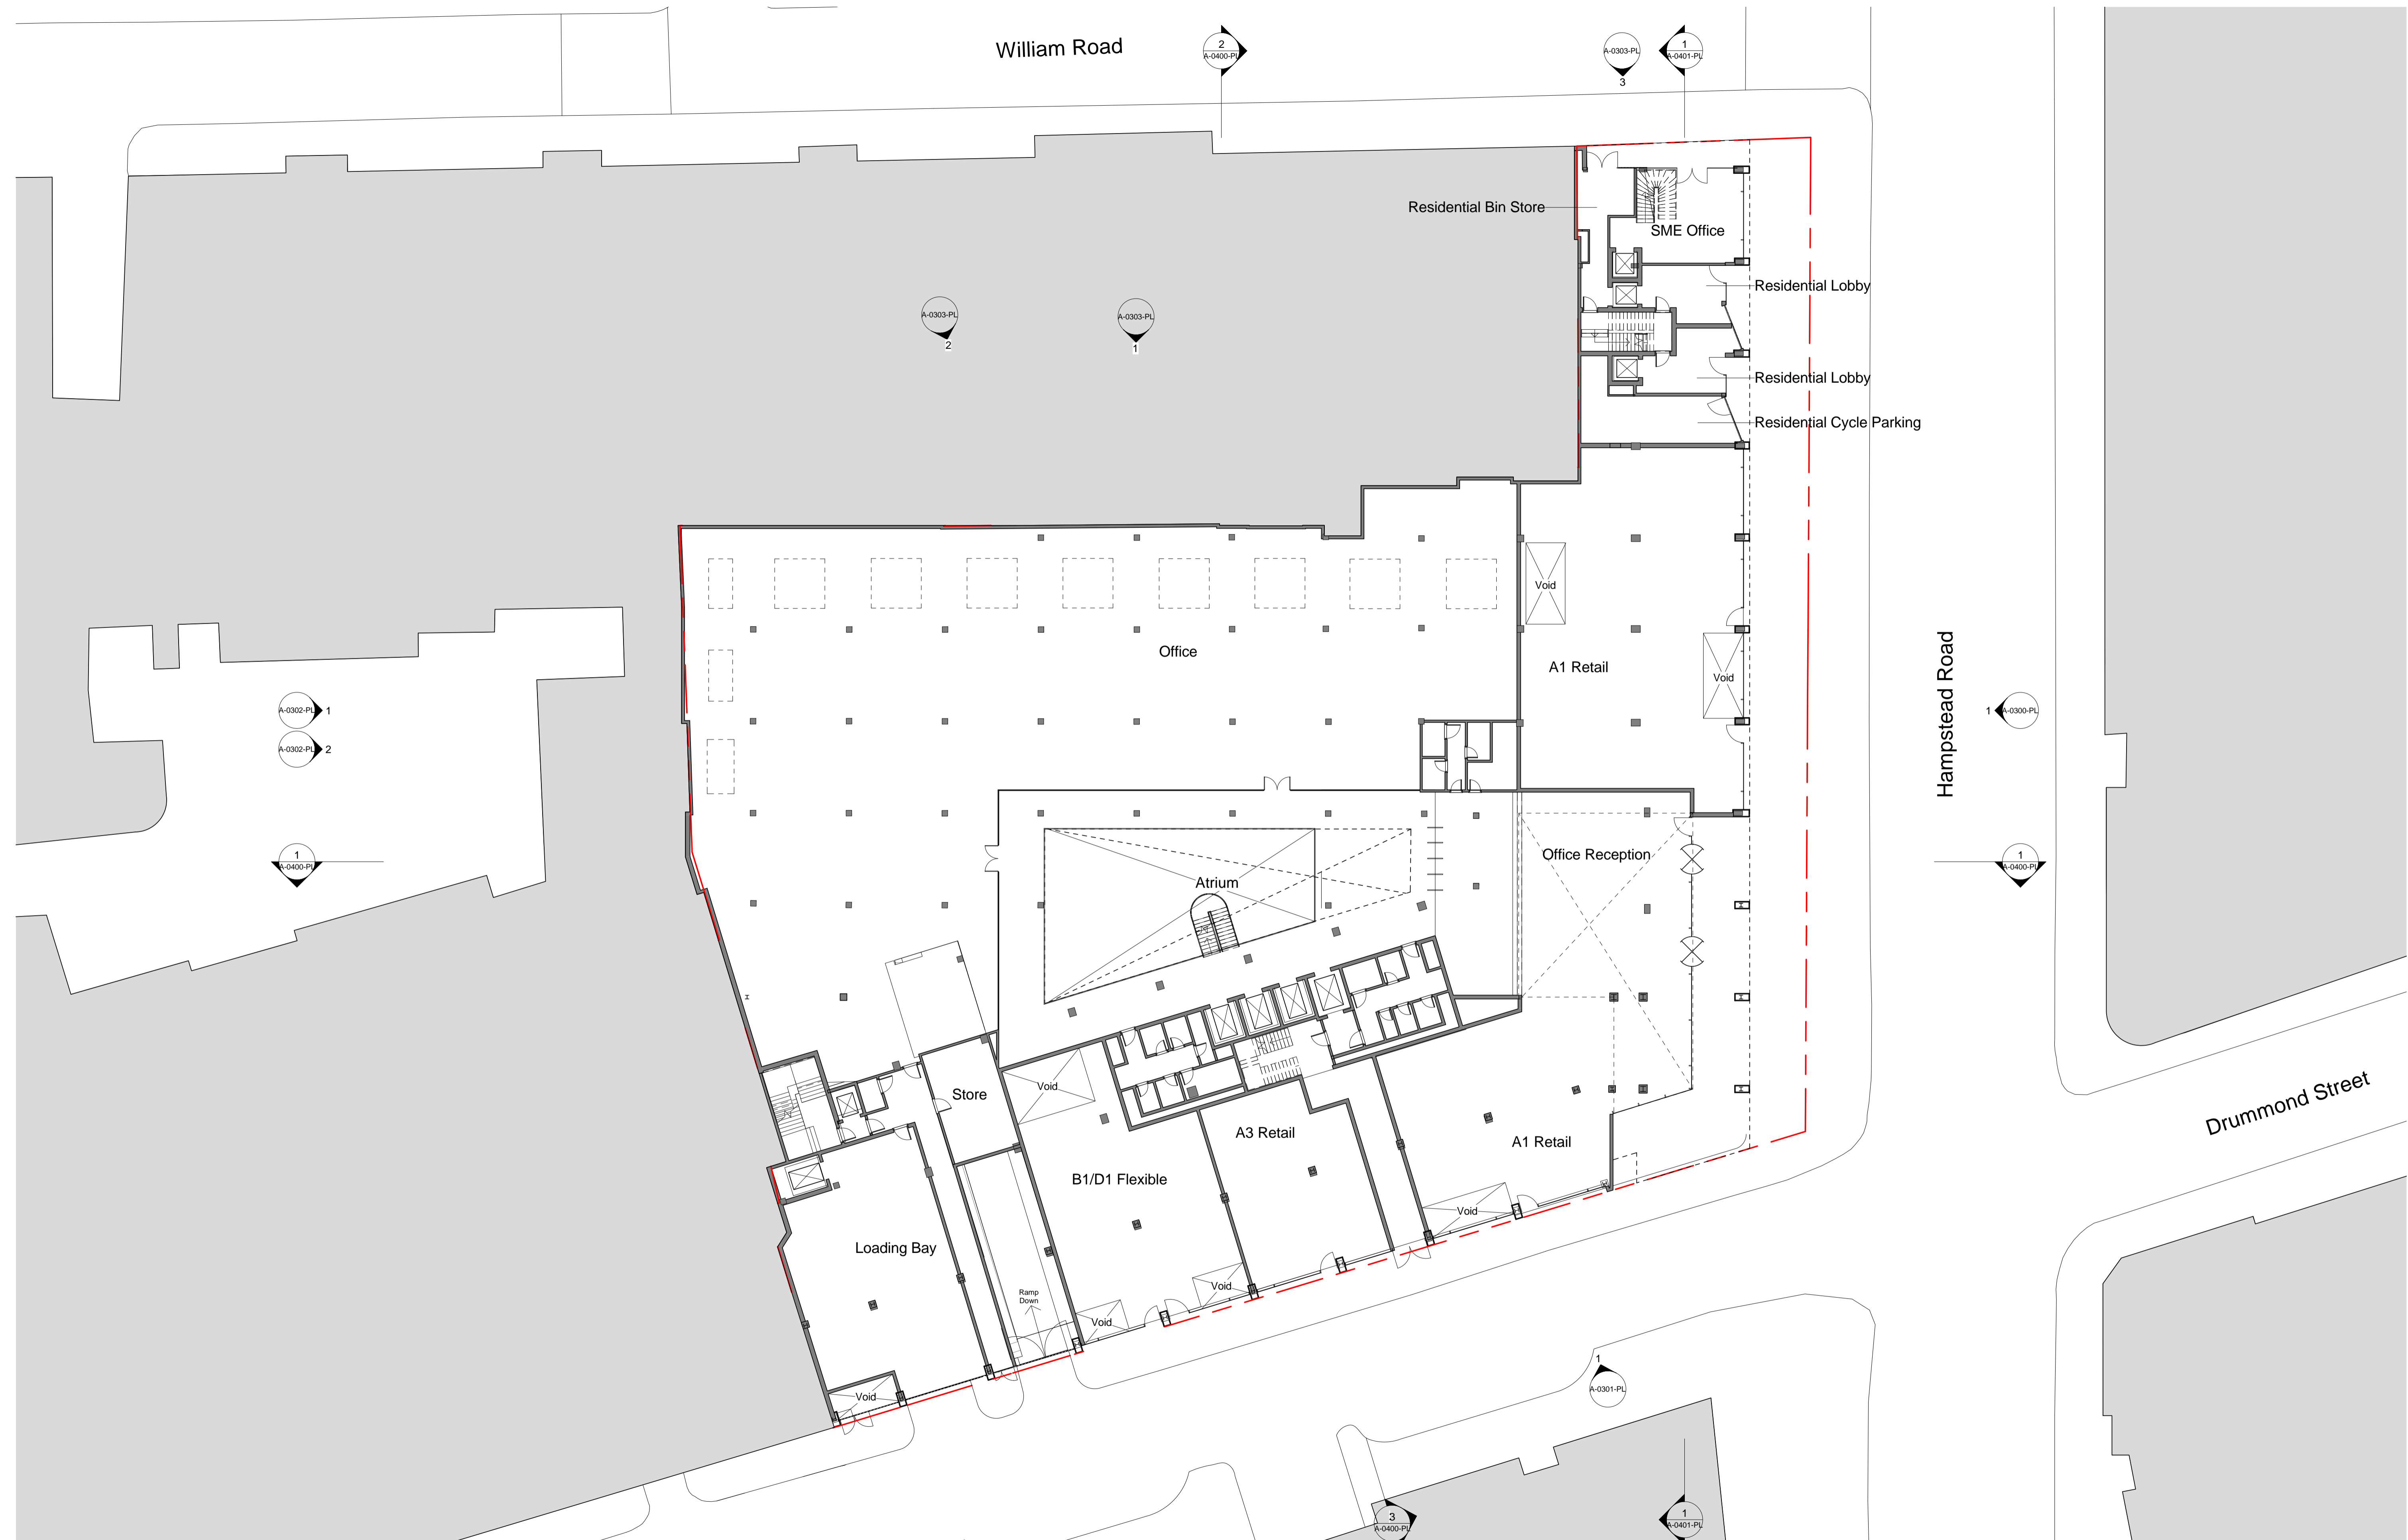 William Road
2
A-0400-PL
A-0303-PL
3
1
A-0401-PL
Residential Bin Store
SME Office
Residential Lobby
A-0303-PL
2
A-0303-PL
1
Residential Lobby
Residential Cycle Parking
Void
Office
A1 Retail
Void
Hampstead Road
A-0302-PL
1
A-0302-PL
2
1
A-0300-PL
1
A-0400-PL
Atrium
Office Reception
1
A-0400-PL
Void
Store
Drummond Street
A3 Retail
A1 Retail
B1/D1 Flexible
Void
Loading Bay
Ramp
Down
Void
Void
Void
1
A-0301-PL
3
A-0400-PL
1
A-0401-PL